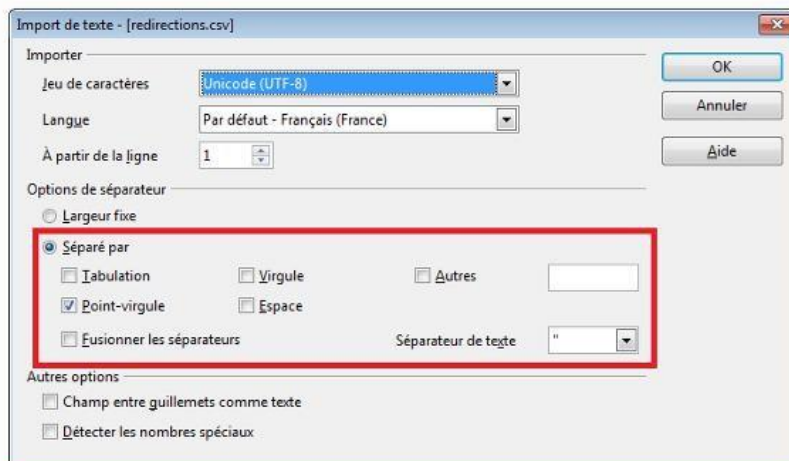 Import de texte - [redirections.csv]
Importer
Jeu de caractères Unicode (UTF-8)
Langue Par défaut - Français (France)
À partir de la ligne 1
OK
Annuler
Aide
Options de séparateur
Largeur fixe
Séparé par
Tabulation Virgule Autres
Point-virgule Espace
Fusionner les séparateurs Séparateur de texte "
Autres options
Champ entre guillemets comme texte
Détecter les nombres spéciaux